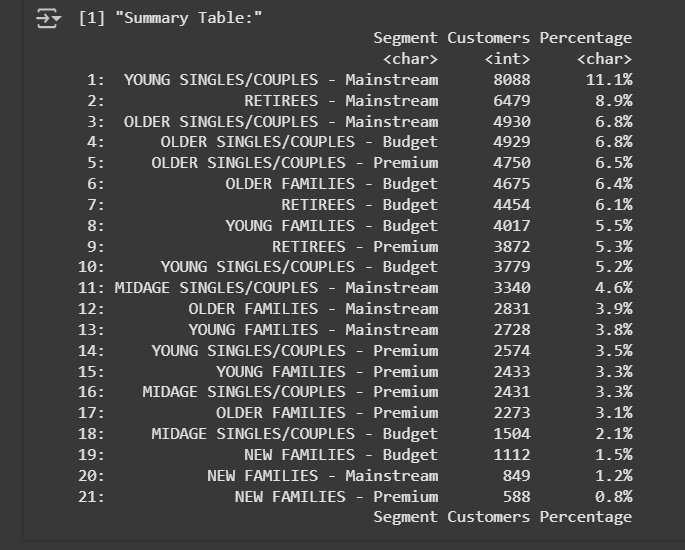 [1] "Summary Table:"
Segment Customers Percentage
<char> <int> <char>
1: YOUNG SINGLES/COUPLES - Mainstream 8088 11.1%
2: RETIREES - Mainstream 6479 8.9%
3: OLDER SINGLES/COUPLES - Mainstream 4930 6.8%
4: OLDER SINGLES/COUPLES - Budget 4929 6.8%
5: OLDER SINGLES/COUPLES - Premium 4750 6.5%
6: OLDER FAMILIES - Budget 4675 6.4%
7: RETIREES - Budget 4454 6.1%
8: YOUNG FAMILIES - Budget 4017 5.5%
9: RETIREES - Premium 3872 5.3%
10: YOUNG SINGLES/COUPLES - Budget 3779 5.2%
11: MIDAGE SINGLES/COUPLES - Mainstream 3340 4.6%
12: OLDER FAMILIES - Mainstream 2831 3.9%
13: YOUNG FAMILIES - Mainstream 2728 3.8%
14: YOUNG SINGLES/COUPLES - Premium 2574 3.5%
15: YOUNG FAMILIES - Premium 2433 3.3%
16: MIDAGE SINGLES/COUPLES - Premium 2431 3.3%
17: OLDER FAMILIES - Premium 2273 3.1%
18: MIDAGE SINGLES/COUPLES - Budget 1504 2.1%
19: NEW FAMILIES - Budget 1112 1.5%
20: NEW FAMILIES - Mainstream 849 1.2%
21: NEW FAMILIES - Premium 588 0.8%
Segment Customers Percentage